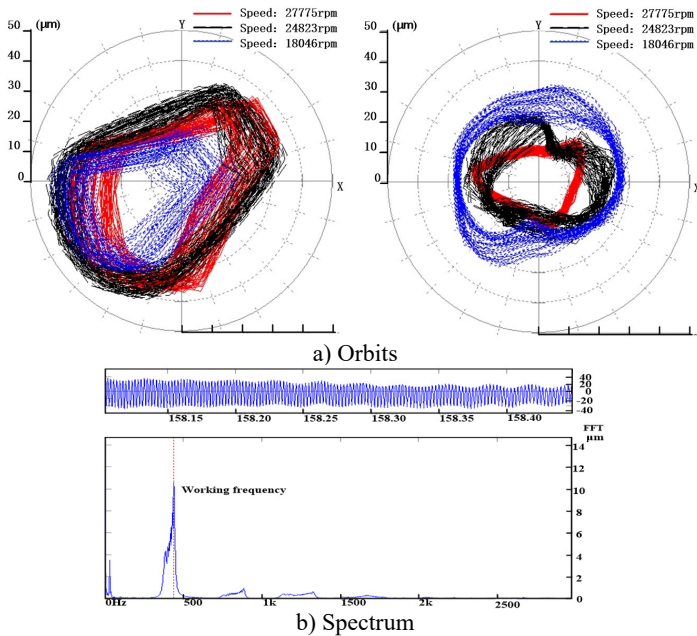 (μm)
Y
Speed: 27775rpm
Speed: 24823rpm
Speed: 18046rpm
50
40
30
20
10
0
X
(μm)
Y
Speed: 27775rpm
Speed: 24823rpm
Speed: 18046rpm
50
40
30
20
10
0
X
a) Orbits
40
20
0
-20
-40
158.15 158.20 158.25 158.30 158.35 158.40
FFT
μm
14
12
10
8
6
4
2
0
Working frequency
0Hz 500 1k 1500 2k 2500
b) Spectrum